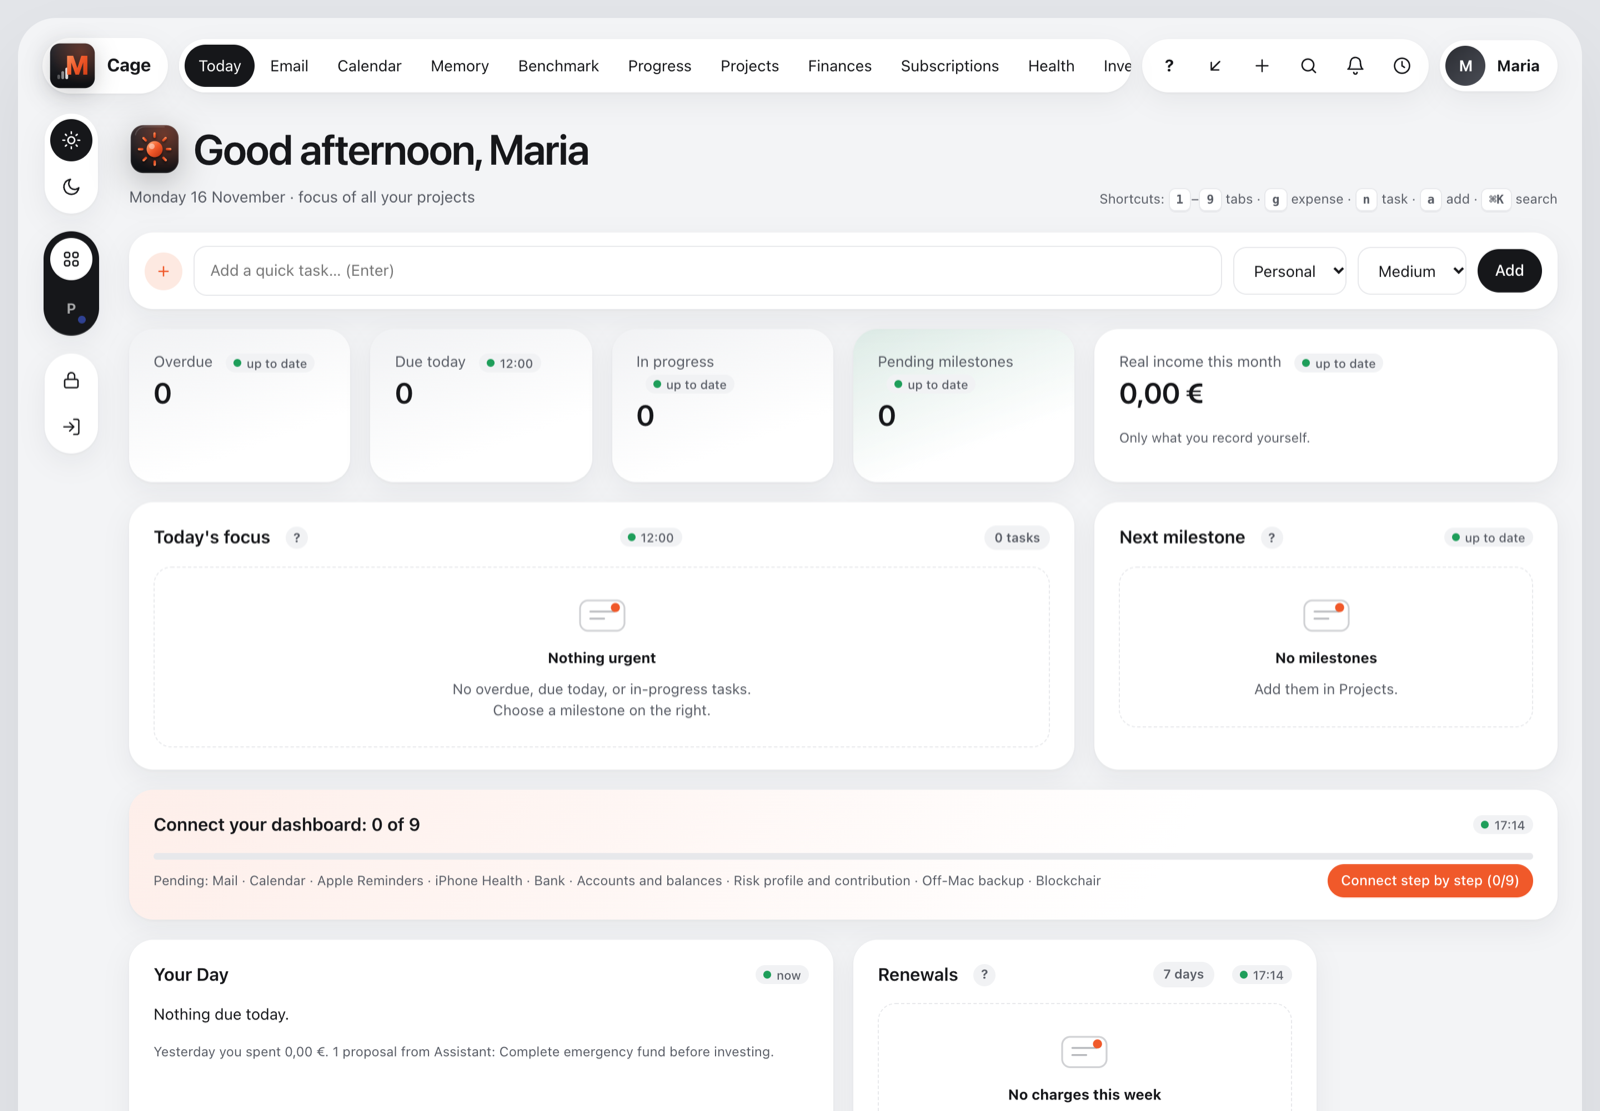 M Cage
Today Email Calendar Memory Benchmark Progress Projects Finances Subscriptions Health Inve
?
M Maria
Good afternoon, Maria
Monday 16 November · focus of all your projects
Shortcuts: 1 – 9 tabs · g expense · n task · a add · ⌘K search
P
+ Add a quick task... (Enter)
Personal
Medium
Add
Overdue up to date
0
Due today 12:00
0
In progress
up to date
0
Pending milestones
up to date
0
Real income this month up to date
0,00 €
Only what you record yourself.
Today's focus ? 12:00 0 tasks
Nothing urgent
No overdue, due today, or in-progress tasks.
Choose a milestone on the right.
Next milestone ? up to date
No milestones
Add them in Projects.
Connect your dashboard: 0 of 9 17:14
Pending: Mail · Calendar · Apple Reminders · iPhone Health · Bank · Accounts and balances · Risk profile and contribution · Off-Mac backup · Blockchair
Connect step by step (0/9)
Your Day now
Nothing due today.
Yesterday you spent 0,00 €. 1 proposal from Assistant: Complete emergency fund before investing.
Renewals ? 7 days 17:14
No charges this week